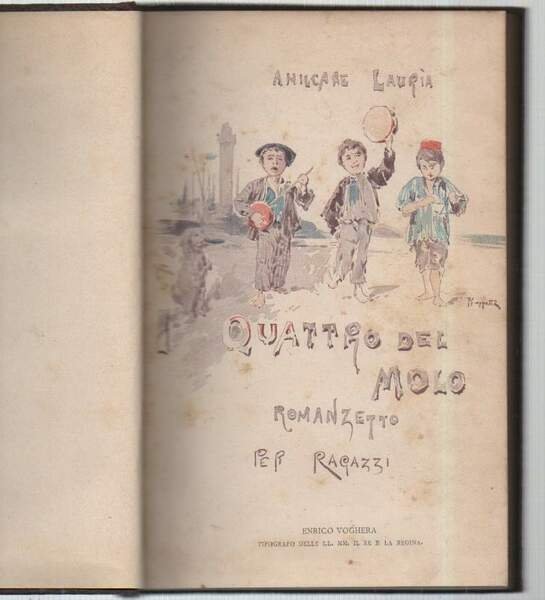 AMILCARE LAURIA
QUATTRO DEL
MOLO
ROMANZETTO
PER RAGAZZI
ENRICO VOGHERA
TIPOGRAFO DELLE LL. MM. IL RE E LA REGINA.